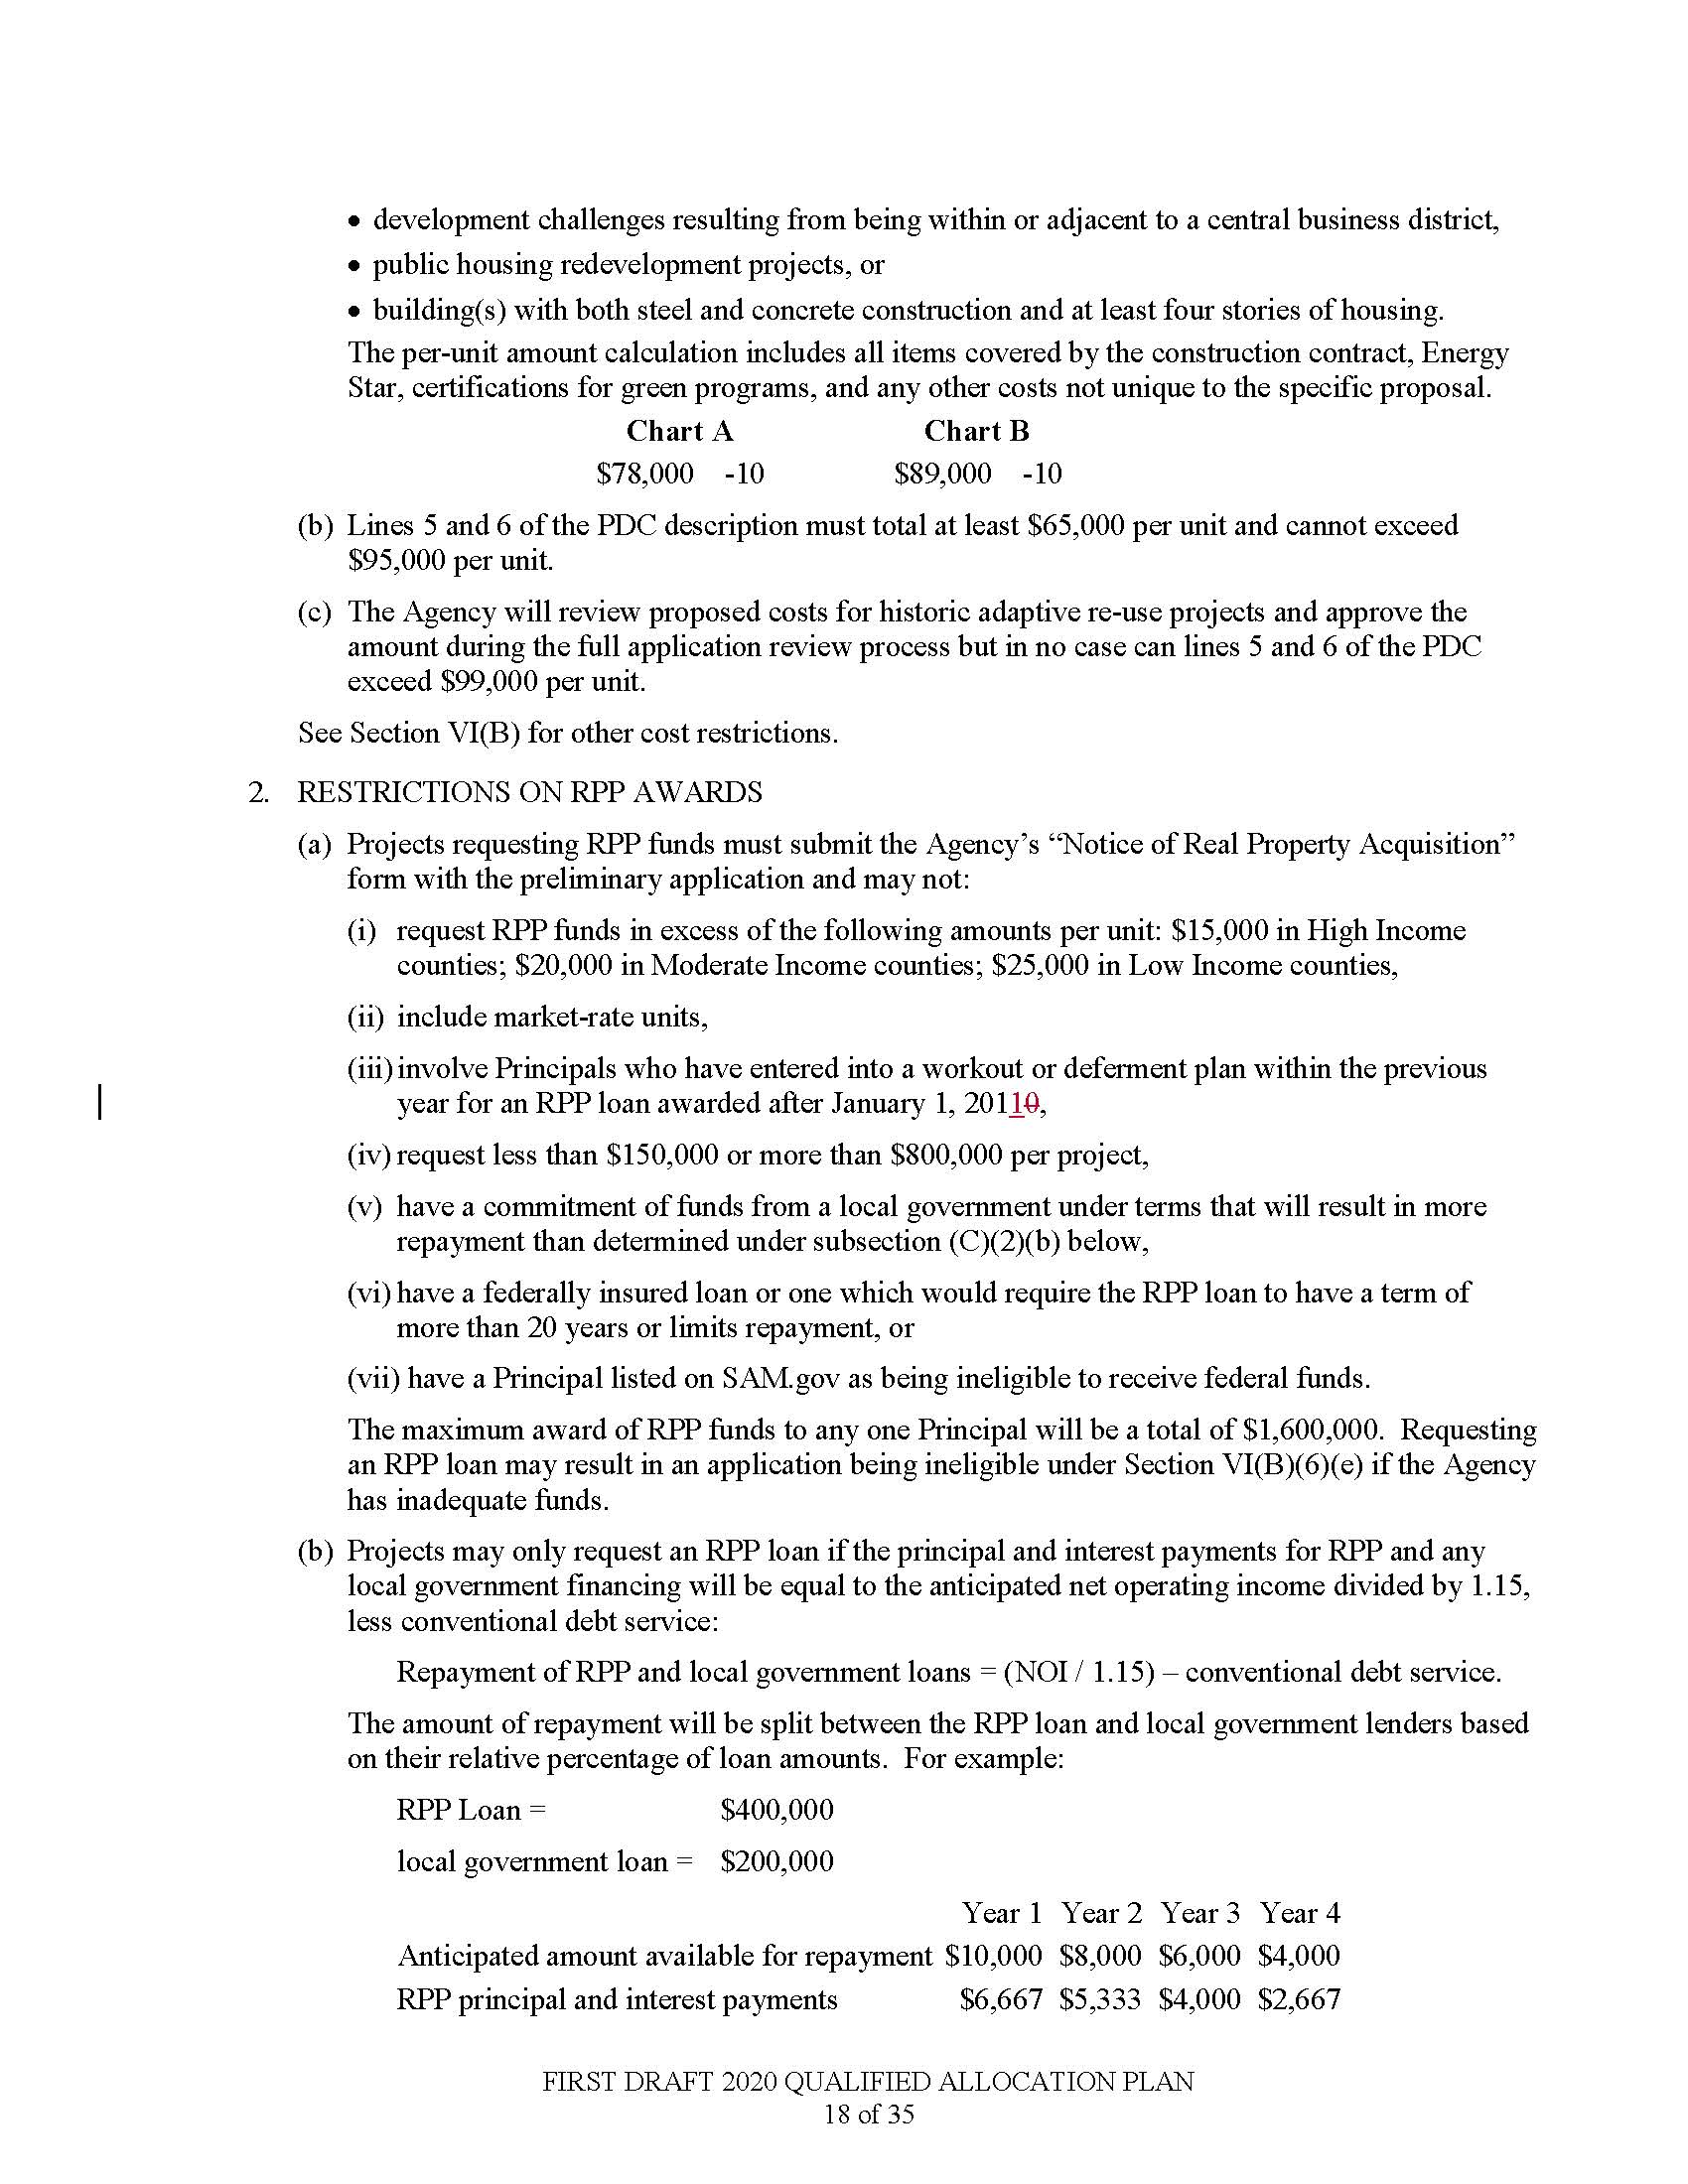 • development challenges resulting from being within or adjacent to a central business district,
• public housing redevelopment projects, or
• building(s) with both steel and concrete construction and at least four stories of housing.
The per-unit amount calculation includes all items covered by the construction contract, Energy
Star, certifications for green programs, and any other costs not unique to the specific proposal.
Chart A Chart B
$78,000 -10 $89,000 -10
(b) Lines 5 and 6 of the PDC description must total at least $65,000 per unit and cannot exceed
$95,000 per unit.
(c) The Agency will review proposed costs for historic adaptive re-use projects and approve the
amount during the full application review process but in no case can lines 5 and 6 of the PDC
exceed $99,000 per unit.
See Section VI(B) for other cost restrictions.
2. RESTRICTIONS ON RPP AWARDS
(a) Projects requesting RPP funds must submit the Agency’s “Notice of Real Property Acquisition”
form with the preliminary application and may not:
(i) request RPP funds in excess of the following amounts per unit: $15,000 in High Income
counties; $20,000 in Moderate Income counties; $25,000 in Low Income counties,
(ii) include market-rate units,
(iii) involve Principals who have entered into a workout or deferment plan within the previous
year for an RPP loan awarded after January 1, 20110,
(iv) request less than $150,000 or more than $800,000 per project,
(v) have a commitment of funds from a local government under terms that will result in more
repayment than determined under subsection (C)(2)(b) below,
(vi) have a federally insured loan or one which would require the RPP loan to have a term of
more than 20 years or limits repayment, or
(vii) have a Principal listed on SAM.gov as being ineligible to receive federal funds.
The maximum award of RPP funds to any one Principal will be a total of $1,600,000. Requesting
an RPP loan may result in an application being ineligible under Section VI(B)(6)(e) if the Agency
has inadequate funds.
(b) Projects may only request an RPP loan if the principal and interest payments for RPP and any
local government financing will be equal to the anticipated net operating income divided by 1.15,
less conventional debt service:
Repayment of RPP and local government loans = (NOI / 1.15) – conventional debt service.
The amount of repayment will be split between the RPP loan and local government lenders based
on their relative percentage of loan amounts. For example:
RPP Loan = $400,000
local government loan = $200,000
Year 1 Year 2 Year 3 Year 4
Anticipated amount available for repayment $10,000 $8,000 $6,000 $4,000
RPP principal and interest payments $6,667 $5,333 $4,000 $2,667
FIRST DRAFT 2020 QUALIFIED ALLOCATION PLAN
18 of 35